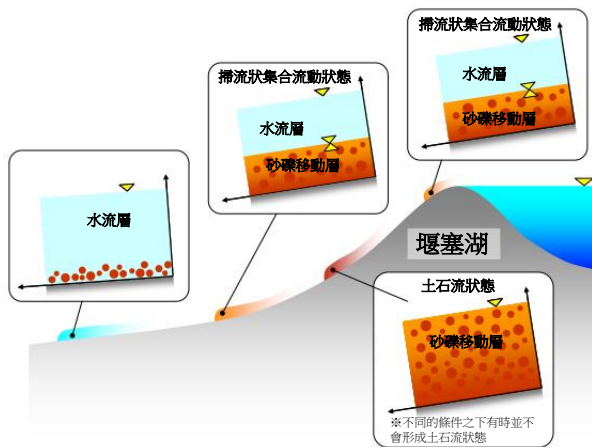 掃流狀集合流動狀態
水流層
砂礫移動層
掃流狀集合流動狀態
水流層
砂礫移動層
水流層
堰塞湖
土石流狀態
砂礫移動層
※不同的條件之下有時並不
會形成土石流狀態